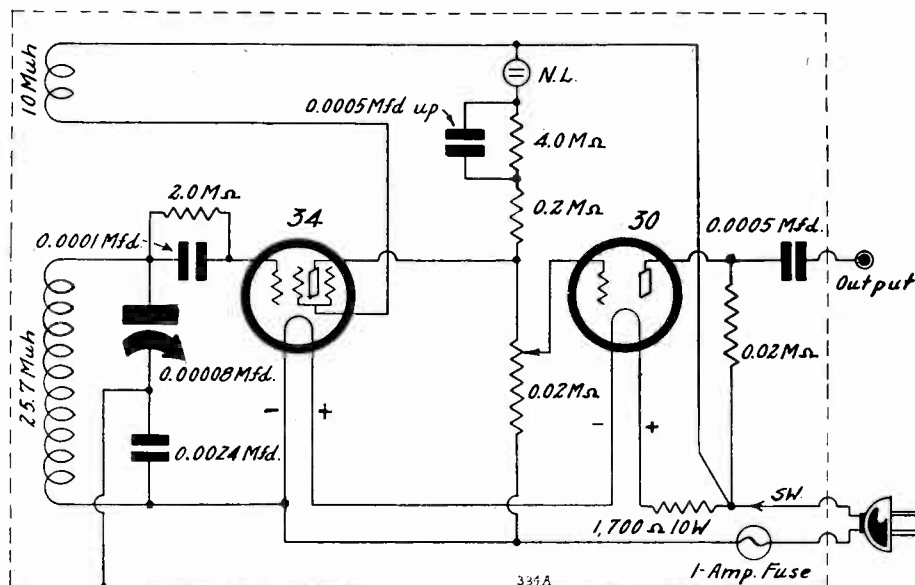 10 Muh
N.L.
0.0005 Mfd up
4.0 MΩ
2.0 MΩ
34
0.2 MΩ
30
0.0005 Mfd.
0.0001 Mfd.
Output
25.7 Muh
0.00008 Mfd.
0.02 MΩ
0.02 MΩ
- +
- +
0.0024 Mfd.
SW.
1,700 Ω 10W
1-Amp. Fuse
334A